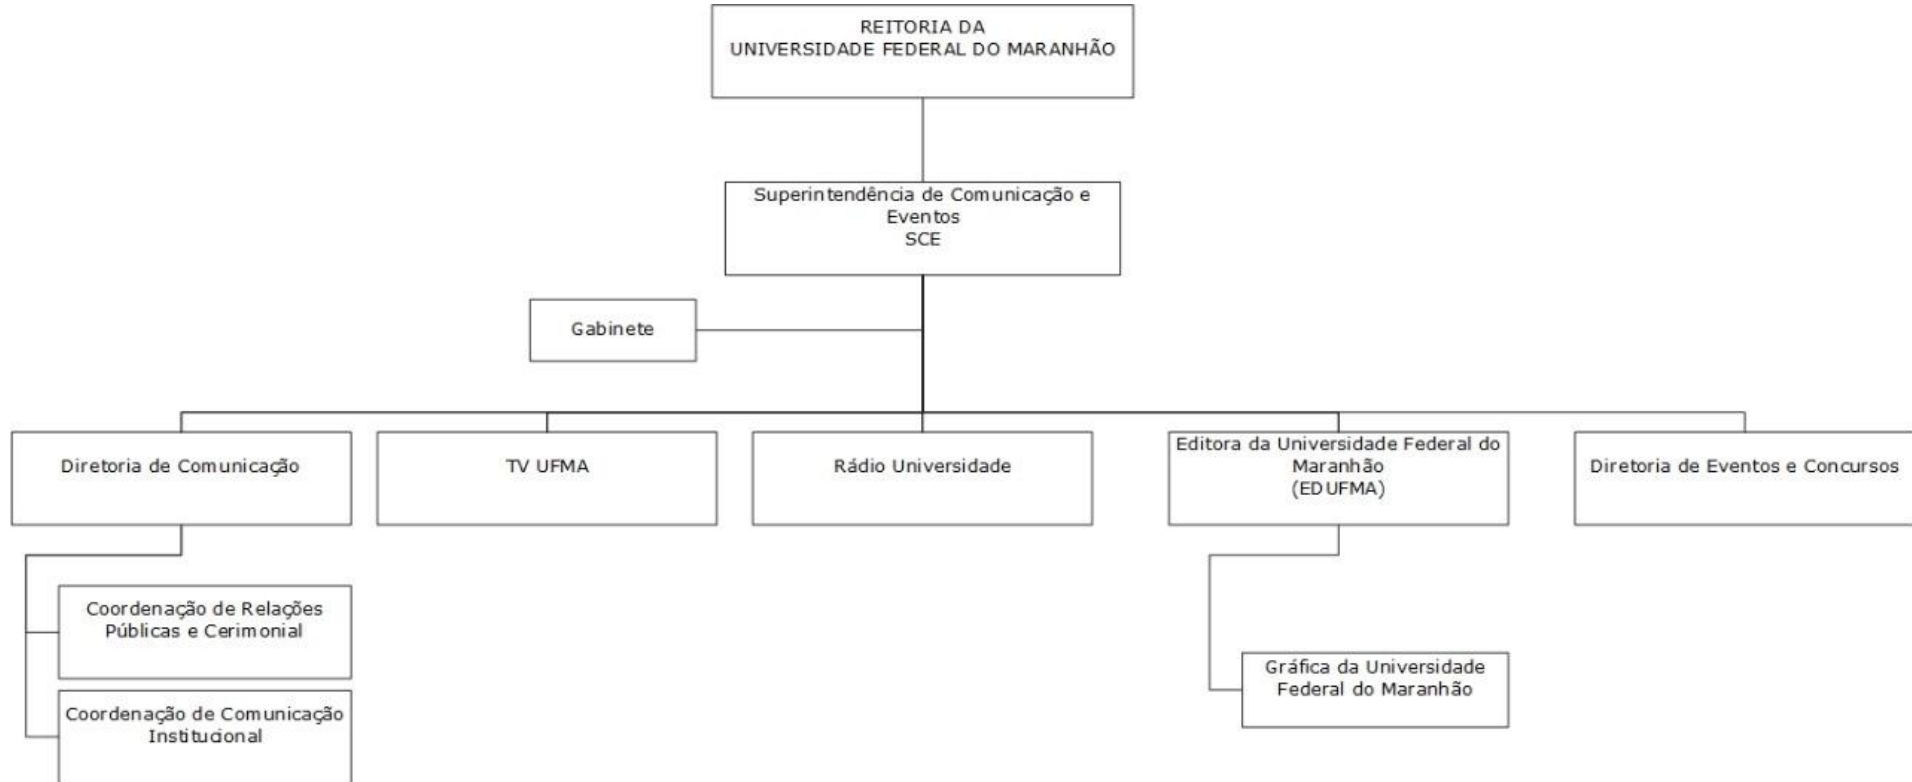 REITORIA DA
UNIVERSIDADE FEDERAL DO MARANHÃO
Superintendência de Comunicação e
Eventos
SCE
Gabinete
Diretoria de Comunicação
TV UFMA
Rádio Universidade
Editora da Universidade Federal do
Maranhão
(EDUFMA)
Diretoria de Eventos e Concursos
Coordenação de Relações
Públicas e Cerimonial
Coordenação de Comunicação
Institucional
Gráfica da Universidade
Federal do Maranhão